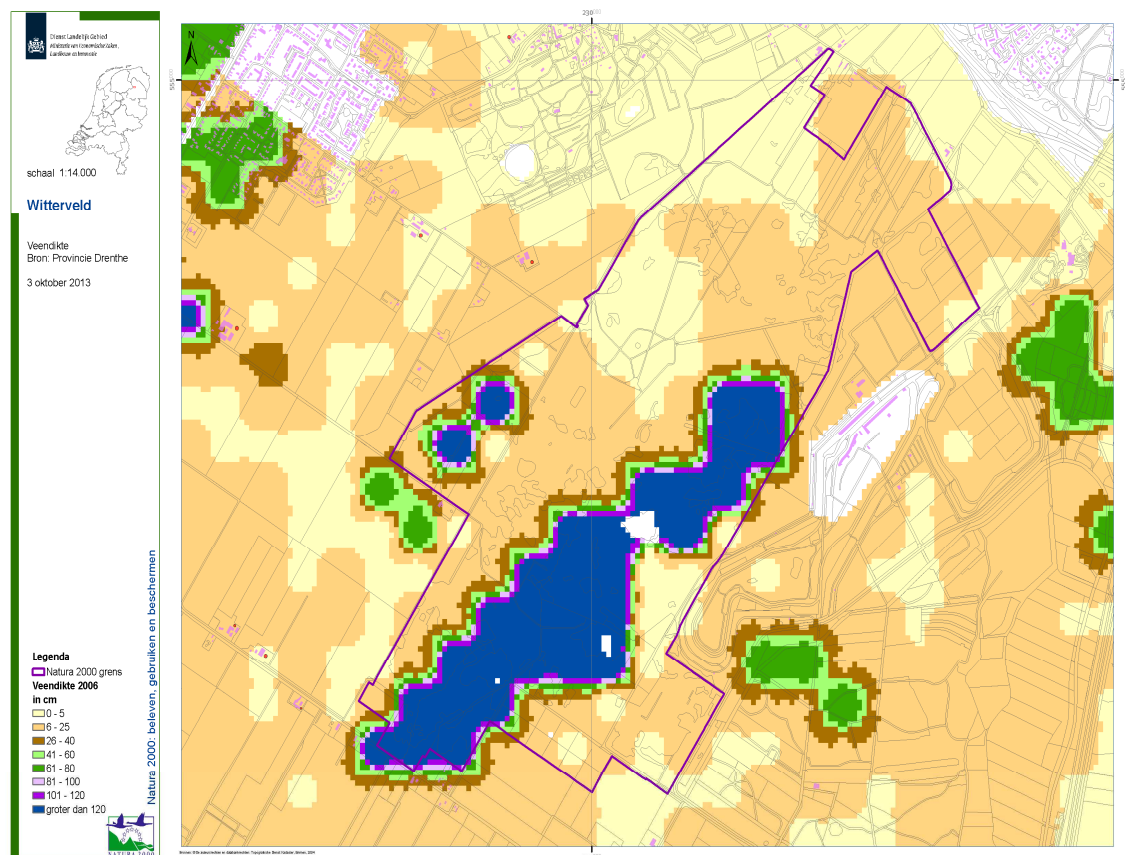 Dienst Landelijk Gebied
Ministerie van Economische Zaken,
Landbouw en Innovatie
schaal 1:14.000
Witterveld
Veendikte
Bron: Provincie Drenthe
3 oktober 2013
Natura 2000: beleven, gebruiken en beschermen
Legenda
Natura 2000 grens
Veendikte 2006
in cm
0 - 5
6 - 25
26 - 40
41 - 60
61 - 80
81 - 100
101 - 120
groter dan 120
NATURA 2000
N
230
555